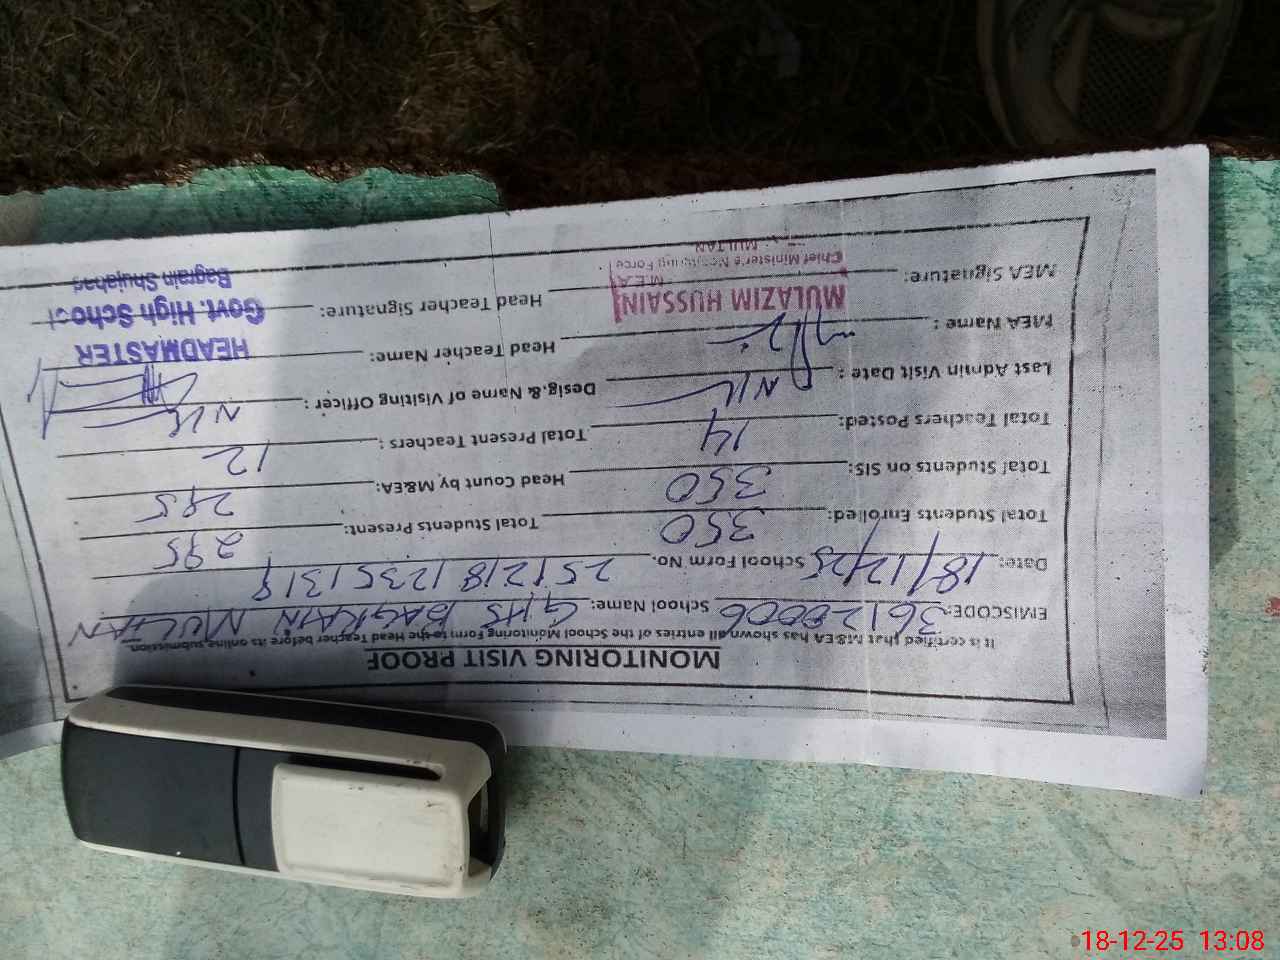 MONITORING VISIT PROOF
It is certified that M&EA has shown all entries of the School Monitoring Form to the Head Teacher before its online submission.
EMISCODE: 36120006 School Name: GHS BAGRAIN MULTAN
Date: 18/12/25 School Form No. 2512181235131
Total Students Enrolled: 350 Total Students Present: 295
Total Students on SIS: 350 Head Count by M&EA: 295
Total Teachers Posted: 14 Total Present Teachers : 12
Last Admin Visit Date : NIL Desig.& Name of Visiting Officer : NIL
MEA Name : Head Teacher Name: HEADMASTER
MULAZIM HUSSAIN Govt. High School
MEA Signature: M.E.A Head Teacher Signature: Bagrain Shujabad
Chief Minister's Monitoring Force
MULTAN
18-12-25 13:08